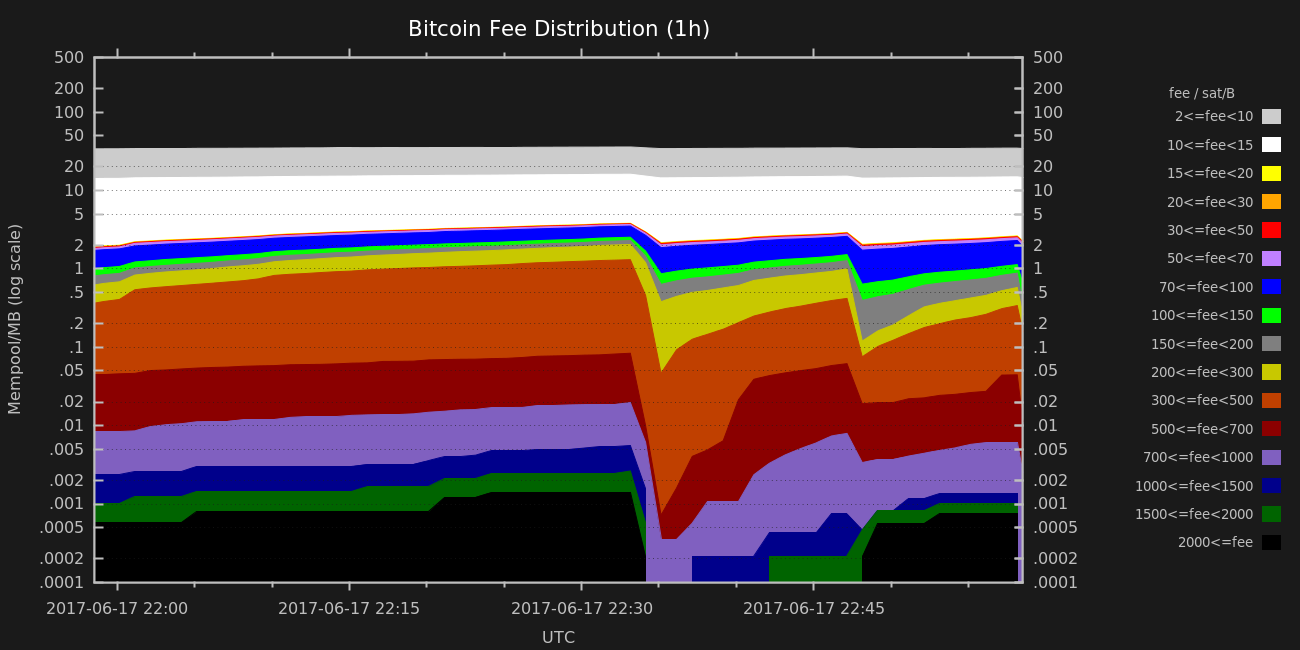 Bitcoin Fee Distribution (1h)
Mempool/MB (log scale)
500
200
100
50
20
10
5
2
1
.5
.2
.1
.05
.02
.01
.005
.002
.001
.0005
.0002
.0001
500
200
100
50
20
10
5
2
1
.5
.2
.1
.05
.02
.01
.005
.002
.001
.0005
.0002
.0001
2017-06-17 22:00
2017-06-17 22:15
2017-06-17 22:30
2017-06-17 22:45
UTC
fee / sat/B
2<=fee<10
10<=fee<15
15<=fee<20
20<=fee<30
30<=fee<50
50<=fee<70
70<=fee<100
100<=fee<150
150<=fee<200
200<=fee<300
300<=fee<500
500<=fee<700
700<=fee<1000
1000<=fee<1500
1500<=fee<2000
2000<=fee